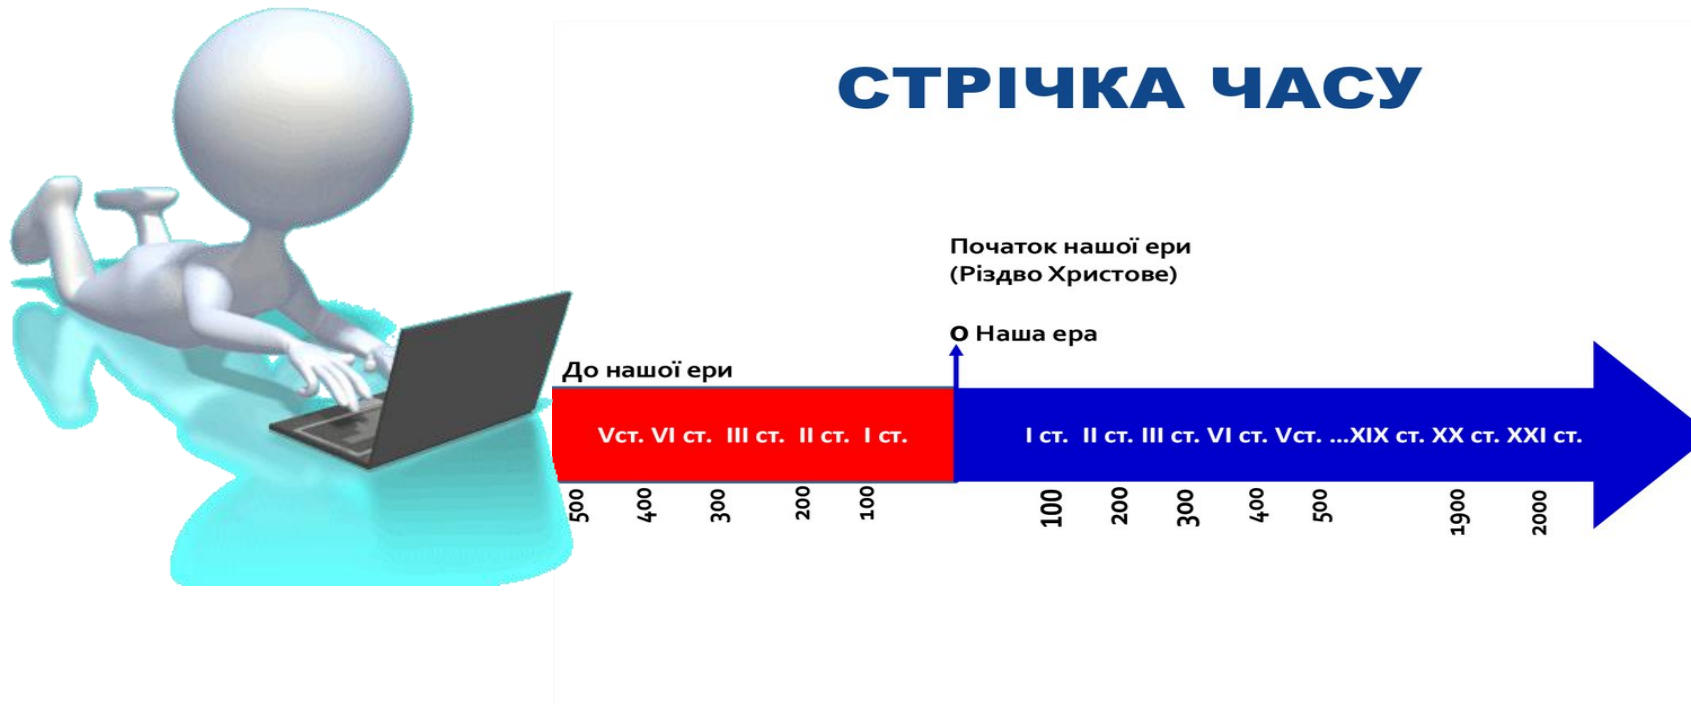 СТРІЧКА ЧАСУ
Початок нашої ери
(Різдво Христове)
0 Наша ера
До нашої ери
Vст. VI ст. III ст. II ст. I ст.
I ст. II ст. III ст. VI ст. Vст. ...XIX ст. XX ст. XXI ст.
500 400 300 200 100
100 200 300 400 500 1900 2000